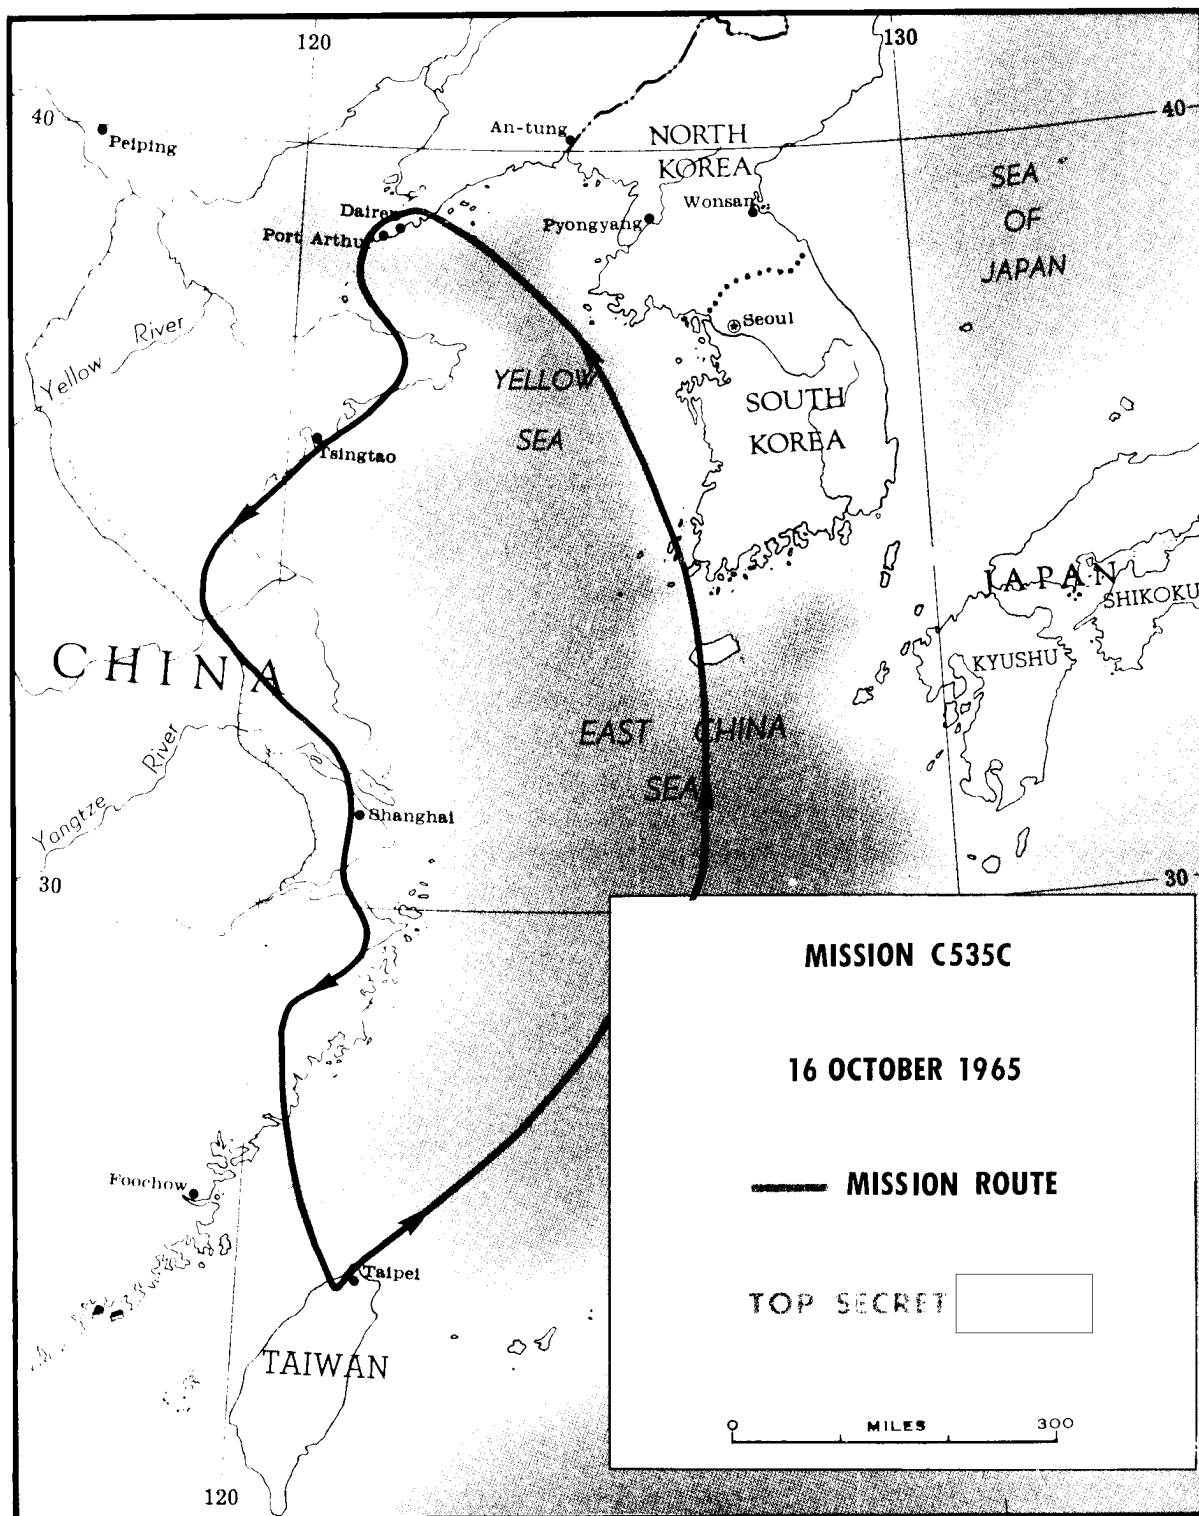 120
130
40
40
Peiping
An-tung
NORTH
KOREA
SEA
OF
JAPAN
Dairen
Port Arthur
Pyongyang
Wonsan
Seoul
Yellow River
YELLOW
SEA
SOUTH
KOREA
Tsingtao
JAPAN
SHIKOKU
KYUSHU
CHINA
EAST CHINA
SEA
Yangtze River
Shanghai
30
30
MISSION C535C
16 OCTOBER 1965
MISSION ROUTE
Foochow
Taipei
TOP SECRET
TAIWAN
0 MILES 300
120